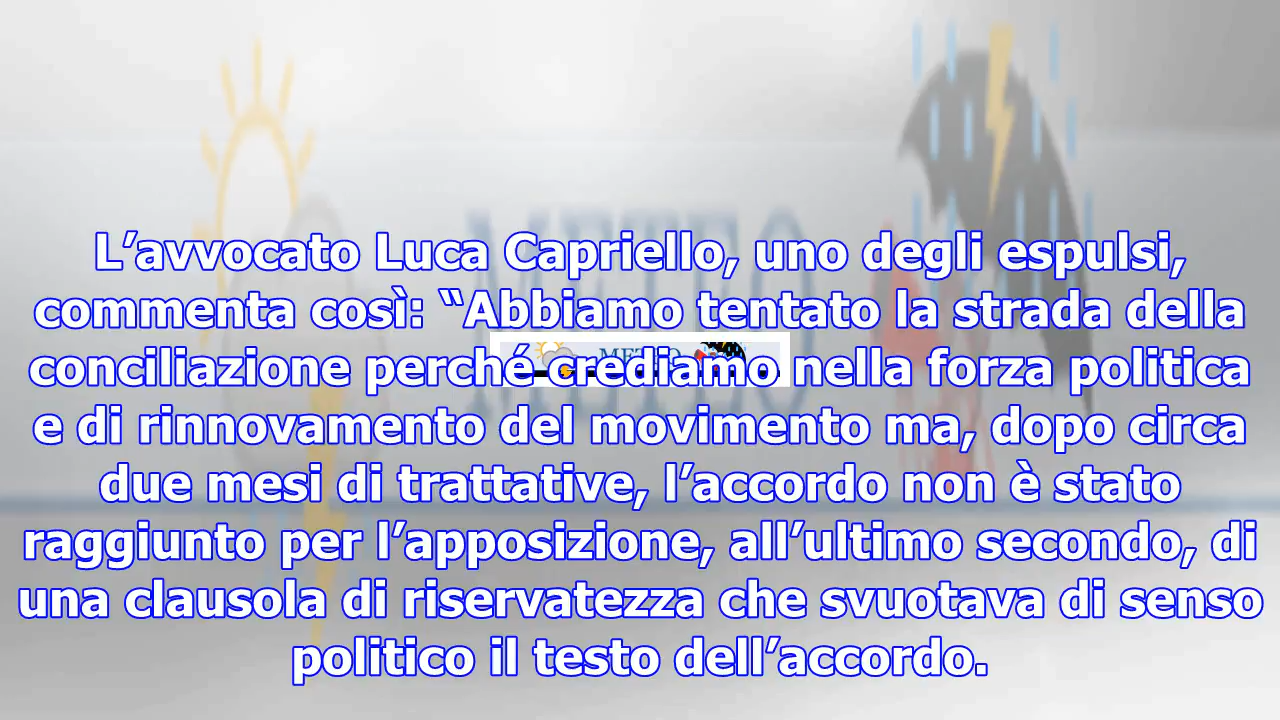 L’avvocato Luca Capriello, uno degli espulsi,
commenta così: “Abbiamo tentato la strada della
conciliazione perché crediamo nella forza politica
e di rinnovamento del movimento ma, dopo circa
due mesi di trattative, l’accordo non è stato
raggiunto per l’apposizione, all’ultimo secondo, di
una clausola di riservatezza che svuotava di senso
politico il testo dell’accordo.
METEO
METEO